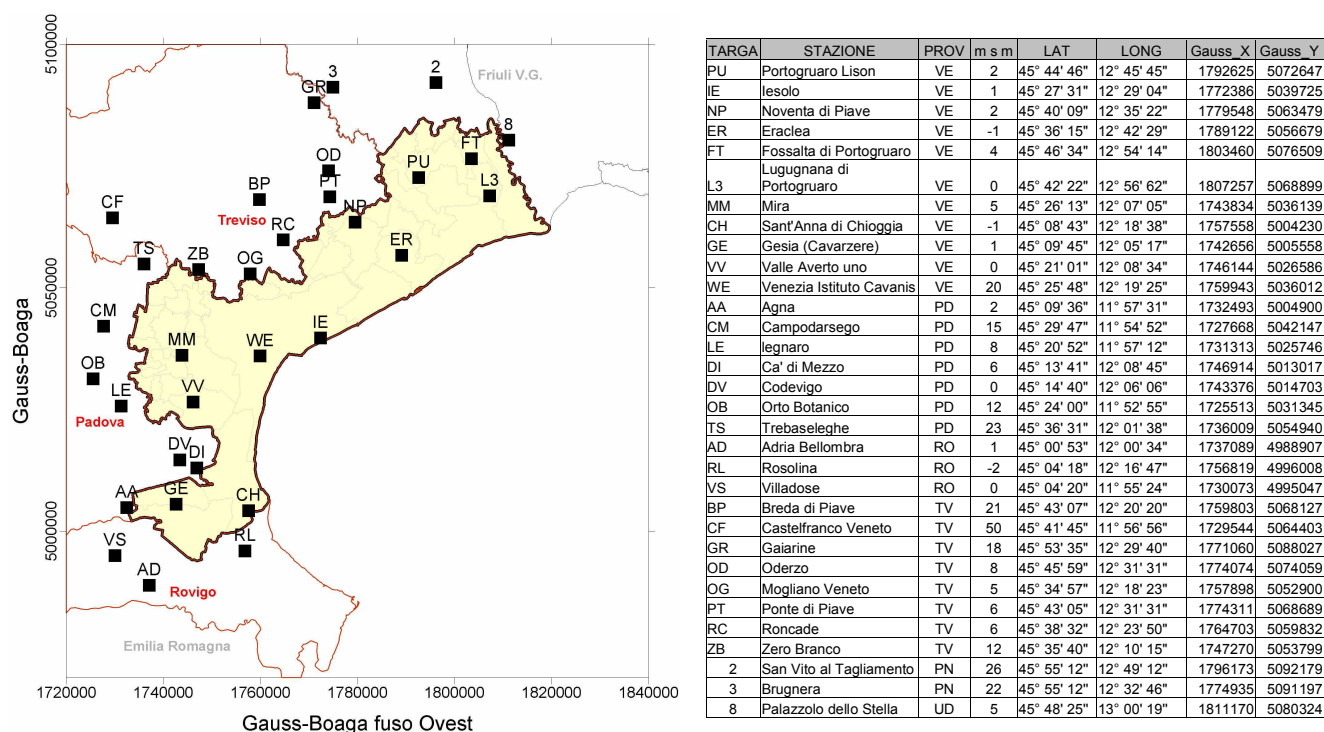 5100000
5050000
5000000
Gauss-Boaga
3
2
GR
Friuli V.G.
8
FT
OD
PU
PT
BP
L3
CF
Treviso
NP
RC
ER
TS
ZB
OG
CM
IE
MM
WE
OB
LE
VV
Padova
DV
DI
AA
GE
CH
VS
RL
AD
Rovigo
Emilia Romagna
1720000 1740000 1760000 1780000 1800000 1820000 1840000
Gauss-Boaga fuso Ovest
TARGA STAZIONE PROV m s m LAT LONG Gauss_X Gauss_Y
PU Portogruaro Lison VE 2 45° 44' 46" 12° 45' 45" 1792625 5072647
IE Iesolo VE 1 45° 27' 31" 12° 29' 04" 1772386 5039725
NP Noventa di Piave VE 2 45° 40' 09" 12° 35' 22" 1779548 5063479
ER Eraclea VE -1 45° 36' 15" 12° 42' 29" 1789122 5056679
FT Fossalta di Portogruaro VE 4 45° 46' 34" 12° 54' 14" 1803460 5076509
Lugugnana di
L3 Portogruaro VE 0 45° 42' 22" 12° 56' 62" 1807257 5068899
MM Mira VE 5 45° 26' 13" 12° 07' 05" 1743834 5036139
CH Sant'Anna di Chioggia VE -1 45° 08' 43" 12° 18' 38" 1757558 5004230
GE Gesia (Cavarzere) VE 1 45° 09' 45" 12° 05' 17" 1742656 5005558
VV Valle Averto uno VE 0 45° 21' 01" 12° 08' 34" 1746144 5026586
WE Venezia Istituto Cavanis VE 20 45° 25' 48" 12° 19' 25" 1759943 5036012
AA Agna PD 2 45° 09' 36" 11° 57' 31" 1732493 5004900
CM Campodarsego PD 15 45° 29' 47" 11° 54' 52" 1727668 5042147
LE legnaro PD 8 45° 20' 52" 11° 57' 12" 1731313 5025746
DI Ca' di Mezzo PD 6 45° 13' 41" 12° 08' 45" 1746914 5013017
DV Codevigo PD 0 45° 14' 40" 12° 06' 06" 1743376 5014703
OB Orto Botanico PD 12 45° 24' 00" 11° 52' 55" 1725513 5031345
TS Trebaseleghe PD 23 45° 36' 31" 12° 01' 38" 1736009 5054940
AD Adria Bellombra RO 1 45° 00' 53" 12° 00' 34" 1737089 4988907
RL Rosolina RO -2 45° 04' 18" 12° 16' 47" 1756819 4996008
VS Villadose RO 0 45° 04' 20" 11° 55' 24" 1730073 4995047
BP Breda di Piave TV 21 45° 43' 07" 12° 20' 20" 1759803 5068127
CF Castelfranco Veneto TV 50 45° 41' 45" 11° 56' 56" 1729544 5064403
GR Gaiarine TV 18 45° 53' 35" 12° 29' 40" 1771060 5088027
OD Oderzo TV 8 45° 45' 59" 12° 31' 31" 1774074 5074059
OG Mogliano Veneto TV 5 45° 34' 57" 12° 18' 23" 1757898 5052900
PT Ponte di Piave TV 6 45° 43' 05" 12° 31' 31" 1774311 5068689
RC Roncade TV 6 45° 38' 32" 12° 23' 50" 1764703 5059832
ZB Zero Branco TV 12 45° 35' 40" 12° 10' 15" 1747270 5053799
2 San Vito al Tagliamento PN 26 45° 55' 12" 12° 49' 12" 1796173 5092179
3 Brugnera PN 22 45° 55' 12" 12° 32' 46" 1774935 5091197
8 Palazzolo dello Stella UD 5 45° 48' 25" 13° 00' 19" 1811170 5080324